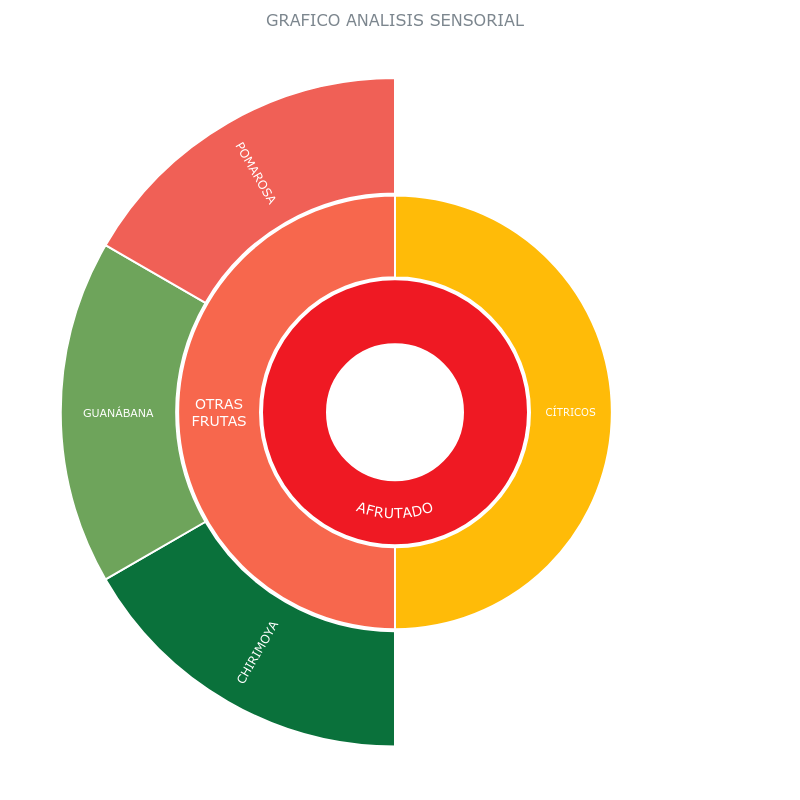 GRAFICO ANALISIS SENSORIAL
POMAROSA
OTRAS
FRUTAS
GUANÁBANA
CÍTRICOS
AFRUTADO
CHIRIMOYA